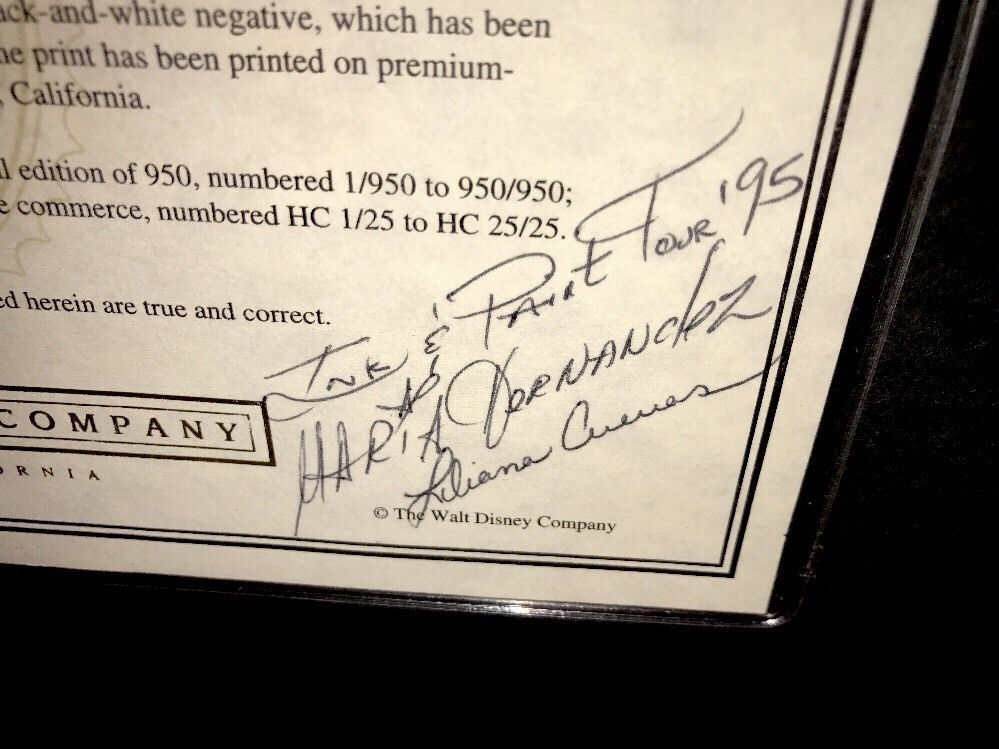 ack-and-white negative, which has been
he print has been printed on premium-
, California.
l edition of 950, numbered 1/950 to 950/950;
e commerce, numbered HC 1/25 to HC 25/25.
ed herein are true and correct.
Ink & Paint Tour '95
MARIA HERNANDEZ
Liliana Cuevas
COMPANY
ORNIA
© The Walt Disney Company